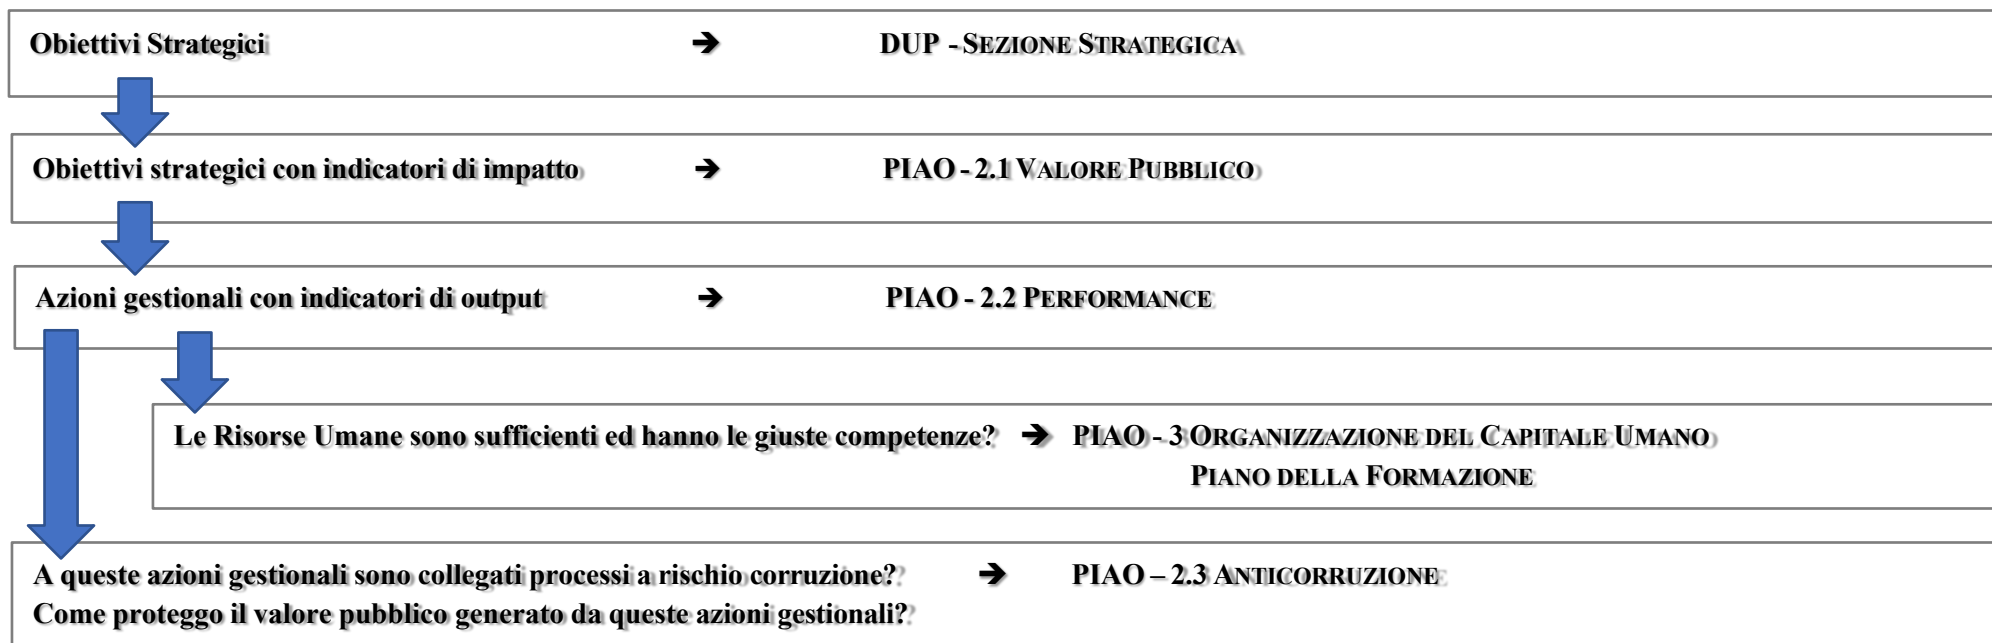 Obiettivi Strategici ➔ DUP - SEZIONE STRATEGICA
Obiettivi strategici con indicatori di impatto ➔ PIAO - 2.1 VALORE PUBBLICO
Azioni gestionali con indicatori di output ➔ PIAO - 2.2 PERFORMANCE
Le Risorse Umane sono sufficienti ed hanno le giuste competenze? ➔ PIAO - 3 ORGANIZZAZIONE DEL CAPITALE UMANO
PIANO DELLA FORMAZIONE
A queste azioni gestionali sono collegati processi a rischio corruzione? ➔ PIAO – 2.3 ANTICORRUZIONE
Come proteggo il valore pubblico generato da queste azioni gestionali?